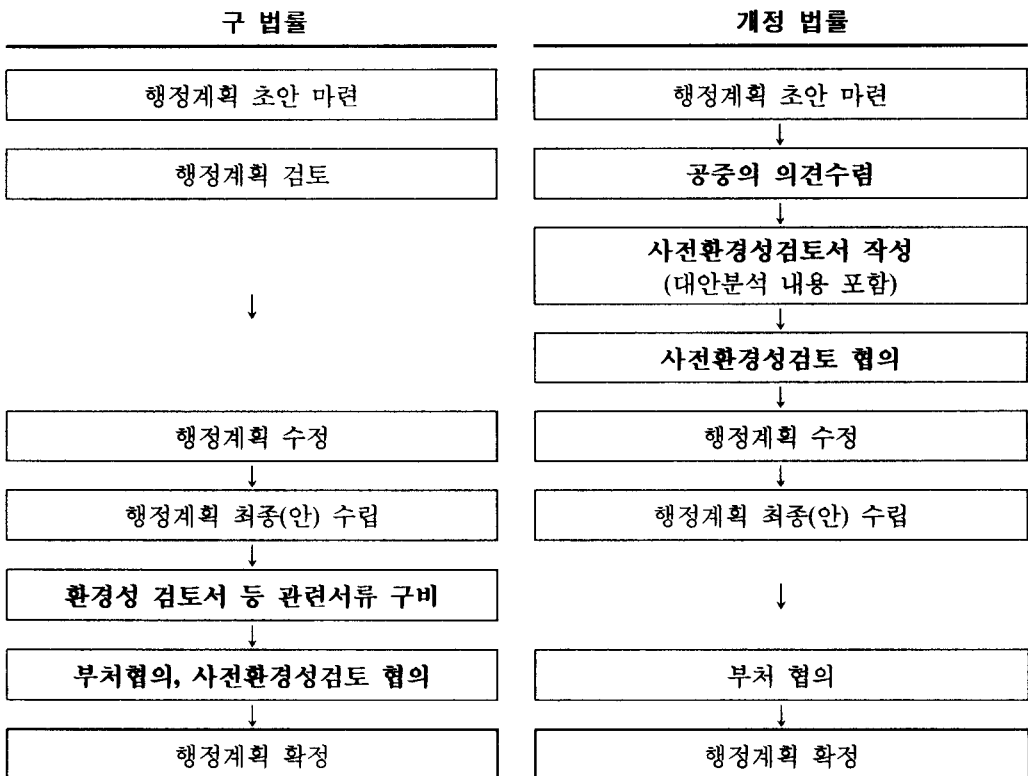 구 법률
행정계획 초안 마련
행정계획 검토
↓
행정계획 수정
↓
행정계획 최종(안) 수립
↓
환경성 검토서 등 관련서류 구비
↓
부처협의, 사전환경성검토 협의
↓
행정계획 확정
개정 법률
행정계획 초안 마련
↓
공중의 의견수렴
↓
사전환경성검토서 작성
(대안분석 내용 포함)
↓
사전환경성검토 협의
↓
행정계획 수정
↓
행정계획 최종(안) 수립
↓
부처 협의
↓
행정계획 확정